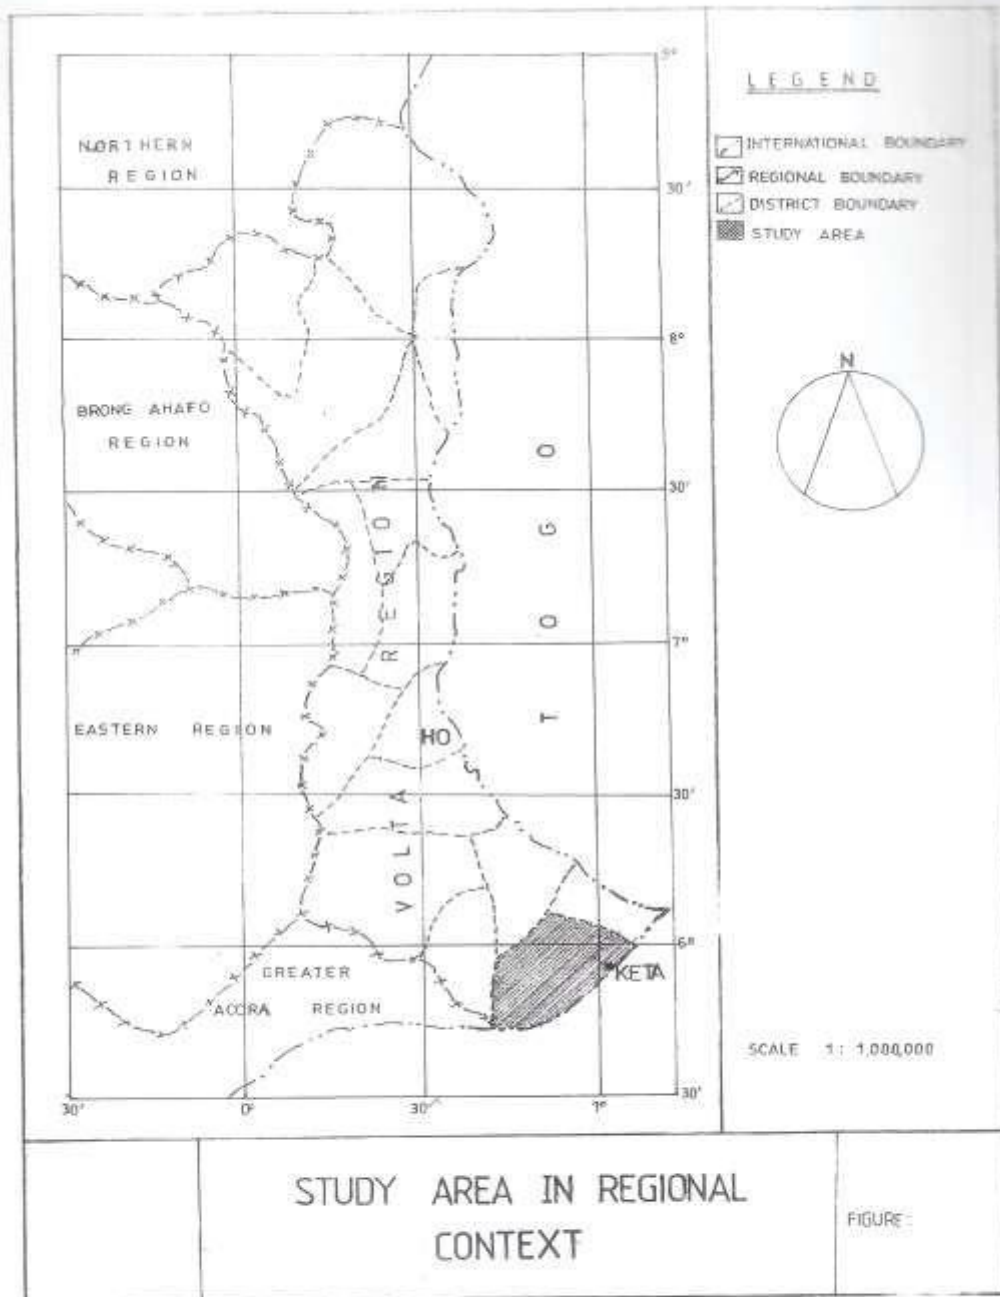 LEGEND
INTERNATIONAL BOUNDARY
REGIONAL BOUNDARY
DISTRICT BOUNDARY
STUDY AREA
NORTHERN
REGION
BRONG AHAFO
REGION
EASTERN REGION
GREATER
ACCRA REGION
VOLTA REGION
TOGO
HO
KETA
N
30'
8°
30'
7°
30'
6°
30'
30'
0°
30'
1°
SCALE 1: 1,000,000
STUDY AREA IN REGIONAL
CONTEXT
FIGURE: